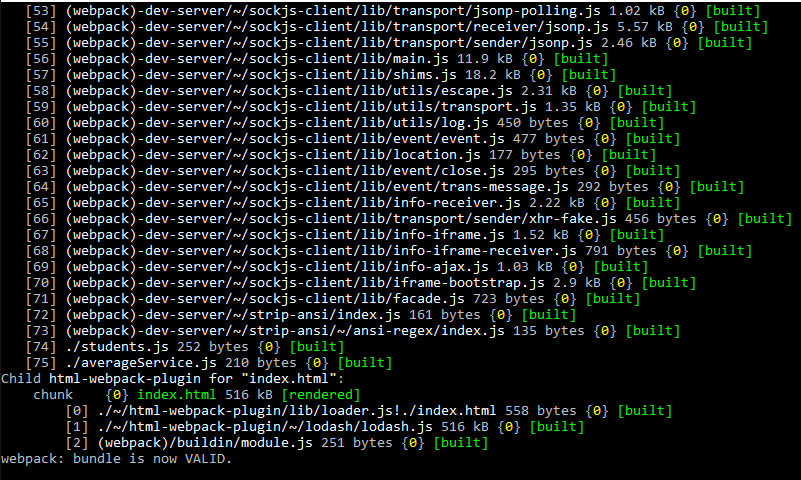 [53] (webpack)-dev-server/~/sockjs-client/lib/transport/jsonp-polling.js 1.02 kB {0} [built]
[54] (webpack)-dev-server/~/sockjs-client/lib/transport/receiver/jsonp.js 5.57 kB {0} [built]
[55] (webpack)-dev-server/~/sockjs-client/lib/transport/sender/jsonp.js 2.46 kB {0} [built]
[56] (webpack)-dev-server/~/sockjs-client/lib/main.js 11.9 kB {0} [built]
[57] (webpack)-dev-server/~/sockjs-client/lib/shims.js 18.2 kB {0} [built]
[58] (webpack)-dev-server/~/sockjs-client/lib/utils/escape.js 2.31 kB {0} [built]
[59] (webpack)-dev-server/~/sockjs-client/lib/utils/transport.js 1.35 kB {0} [built]
[60] (webpack)-dev-server/~/sockjs-client/lib/utils/log.js 450 bytes {0} [built]
[61] (webpack)-dev-server/~/sockjs-client/lib/event/event.js 477 bytes {0} [built]
[62] (webpack)-dev-server/~/sockjs-client/lib/location.js 177 bytes {0} [built]
[63] (webpack)-dev-server/~/sockjs-client/lib/event/close.js 295 bytes {0} [built]
[64] (webpack)-dev-server/~/sockjs-client/lib/event/trans-message.js 292 bytes {0} [built]
[65] (webpack)-dev-server/~/sockjs-client/lib/info-receiver.js 2.22 kB {0} [built]
[66] (webpack)-dev-server/~/sockjs-client/lib/transport/sender/xhr-fake.js 456 bytes {0} [built]
[67] (webpack)-dev-server/~/sockjs-client/lib/info-iframe.js 1.52 kB {0} [built]
[68] (webpack)-dev-server/~/sockjs-client/lib/info-iframe-receiver.js 791 bytes {0} [built]
[69] (webpack)-dev-server/~/sockjs-client/lib/info-ajax.js 1.03 kB {0} [built]
[70] (webpack)-dev-server/~/sockjs-client/lib/iframe-bootstrap.js 2.9 kB {0} [built]
[71] (webpack)-dev-server/~/sockjs-client/lib/facade.js 723 bytes {0} [built]
[72] (webpack)-dev-server/~/strip-ansi/index.js 161 bytes {0} [built]
[73] (webpack)-dev-server/~/strip-ansi/~/ansi-regex/index.js 135 bytes {0} [built]
[74] ./students.js 252 bytes {0} [built]
[75] ./averageService.js 210 bytes {0} [built]
Child html-webpack-plugin for "index.html":
chunk {0} index.html 516 kB [rendered]
[0] ./~/html-webpack-plugin/lib/loader.js!./index.html 558 bytes {0} [built]
[1] ./~/html-webpack-plugin/~/lodash/lodash.js 516 kB {0} [built]
[2] (webpack)/buildin/module.js 251 bytes {0} [built]
webpack: bundle is now VALID.